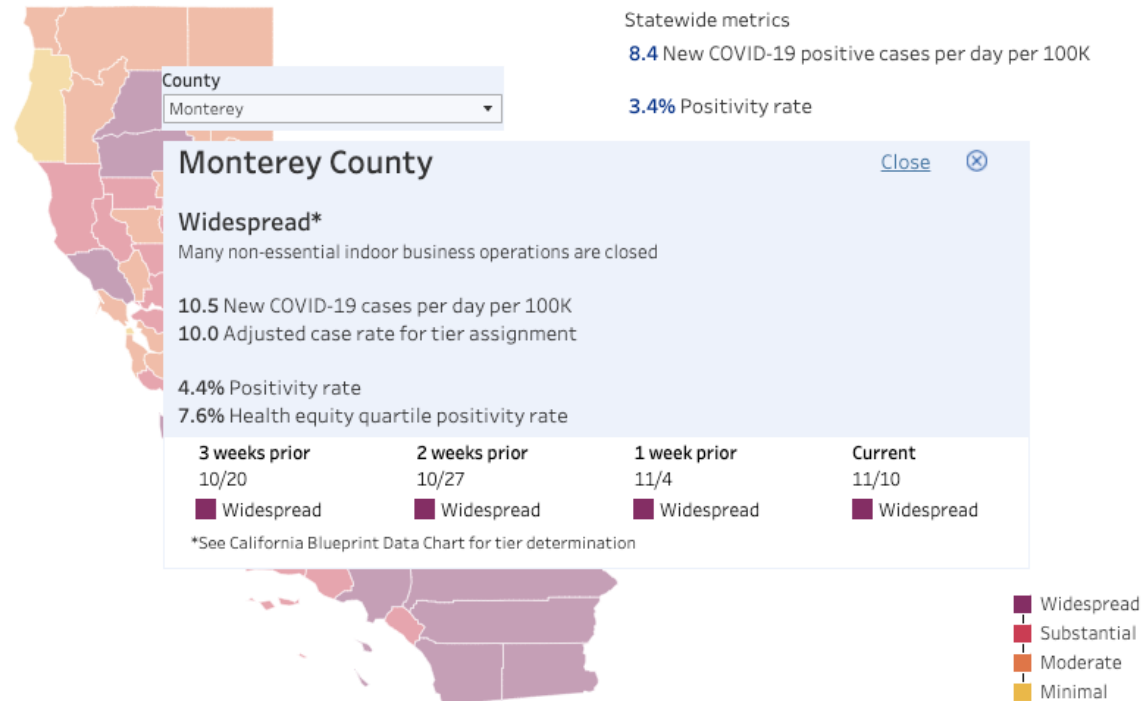 Statewide metrics
8.4 New COVID-19 positive cases per day per 100K
3.4% Positivity rate
County
Monterey
Monterey County
Close
Widespread*
Many non-essential indoor business operations are closed
10.5 New COVID-19 cases per day per 100K
10.0 Adjusted case rate for tier assignment
4.4% Positivity rate
7.6% Health equity quartile positivity rate
3 weeks prior
10/20
Widespread
2 weeks prior
10/27
Widespread
1 week prior
11/4
Widespread
Current
11/10
Widespread
*See California Blueprint Data Chart for tier determination
Widespread
Substantial
Moderate
Minimal